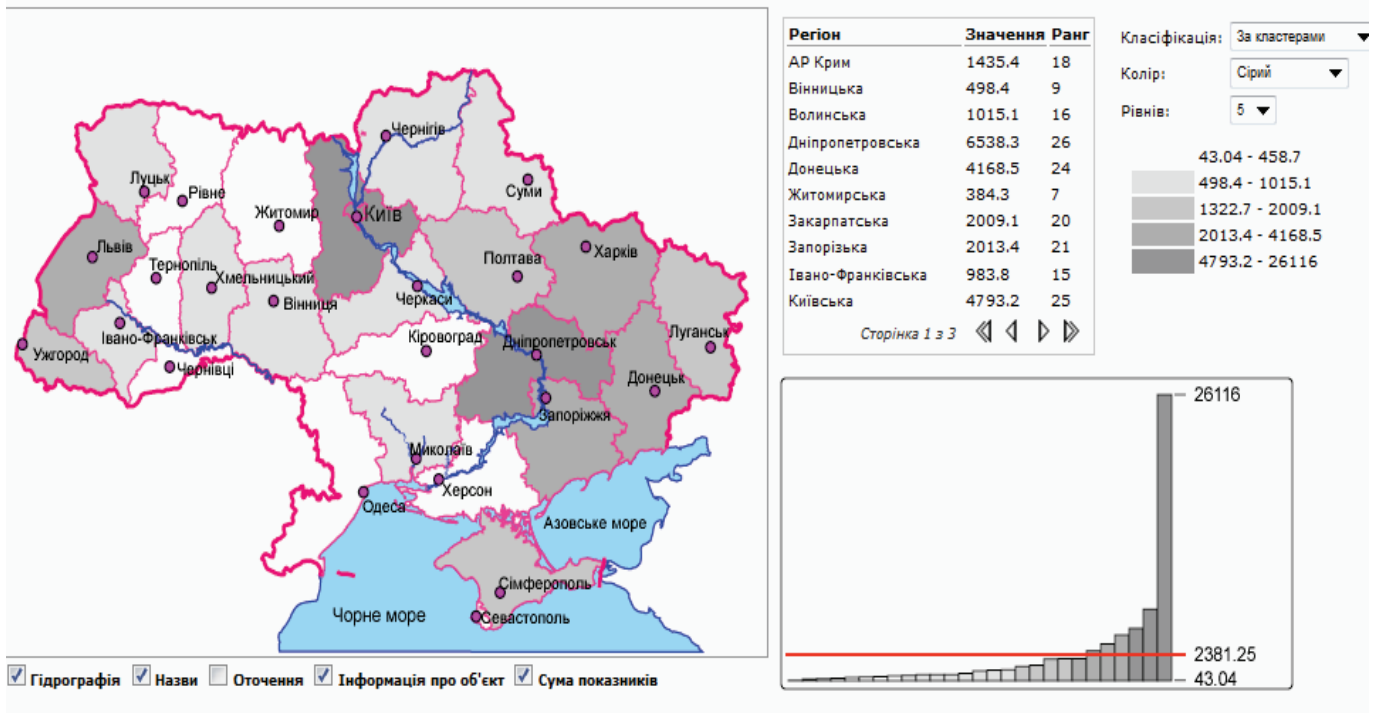 Чернігів
Суми
Луцьк
Рівне
Житомир
Київ
Львів
Тернопіль
Хмельницький
Вінниця
Черкаси
Полтава
Харків
Івано-Франківськ
Ужгород
Чернівці
Кіровоград
Дніпропетровськ
Луганськ
Донецьк
Запоріжжя
Миколаїв
Херсон
Одеса
Азовське море
Сімферополь
Чорне море
Севастополь
Гідрографія Назви Оточення Інформація про об'єкт Сума показників
Регіон Значення Ранг
АР Крим 1435.4 18
Вінницька 498.4 9
Волинська 1015.1 16
Дніпропетровська 6538.3 26
Донецька 4168.5 24
Житомирська 384.3 7
Закарпатська 2009.1 20
Запорізька 2013.4 21
Івано-Франківська 983.8 15
Київська 4793.2 25
Сторінка 1 з 3
Класіфікація: За кластерами
Колір: Сірий
Рівнів: 5
43.04 - 458.7
498.4 - 1015.1
1322.7 - 2009.1
2013.4 - 4168.5
4793.2 - 26116
26116
2381.25
43.04